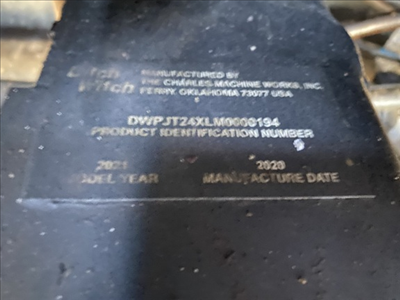 Ditch Witch
MANUFACTURED BY
THE CHARLES MACHINE WORKS, INC.
PERRY, OKLAHOMA 73077 USA
DWPJT24XLM0000194
PRODUCT IDENTIFICATION NUMBER
2021 2020
MODEL YEAR MANUFACTURE DATE